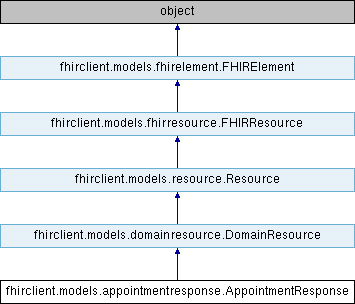 object
fhirclient.models.fhirelement.FHIRElement
fhirclient.models.fhirresource.FHIRResource
fhirclient.models.resource.Resource
fhirclient.models.domainresource.DomainResource
fhirclient.models.appointmentresponse.AppointmentResponse